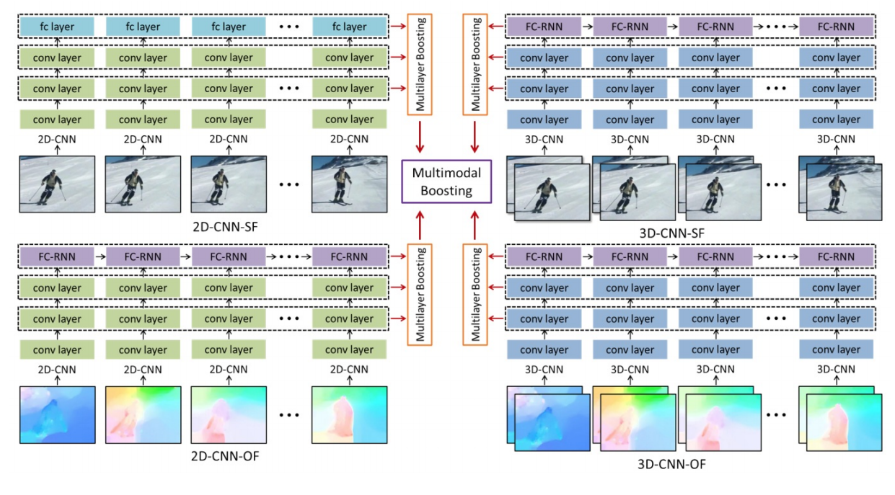 fc layer fc layer fc layer fc layer
conv layer conv layer conv layer conv layer
conv layer conv layer conv layer conv layer
conv layer conv layer conv layer conv layer
2D-CNN 2D-CNN 2D-CNN 2D-CNN
2D-CNN-SF
Multilayer Boosting
Multilayer Boosting
FC-RNN FC-RNN FC-RNN FC-RNN
conv layer conv layer conv layer conv layer
conv layer conv layer conv layer conv layer
conv layer conv layer conv layer conv layer
3D-CNN 3D-CNN 3D-CNN 3D-CNN
3D-CNN-SF
Multimodal
Boosting
FC-RNN FC-RNN FC-RNN FC-RNN
conv layer conv layer conv layer conv layer
conv layer conv layer conv layer conv layer
conv layer conv layer conv layer conv layer
2D-CNN 2D-CNN 2D-CNN 2D-CNN
2D-CNN-OF
Multilayer Boosting
Multilayer Boosting
FC-RNN FC-RNN FC-RNN FC-RNN
conv layer conv layer conv layer conv layer
conv layer conv layer conv layer conv layer
conv layer conv layer conv layer conv layer
3D-CNN 3D-CNN 3D-CNN 3D-CNN
3D-CNN-OF